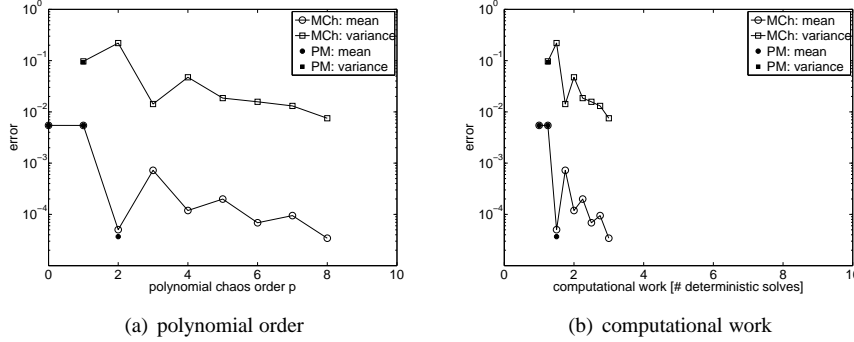 10⁰
10⁻¹
10⁻²
10⁻³
10⁻⁴
error
0 2 4 6 8 10
polynomial chaos order p
MCh: mean
MCh: variance
PM: mean
PM: variance
(a) polynomial order
10⁰
10⁻¹
10⁻²
10⁻³
10⁻⁴
error
0 2 4 6 8 10
computational work [# deterministic solves]
MCh: mean
MCh: variance
PM: mean
PM: variance
(b) computational work